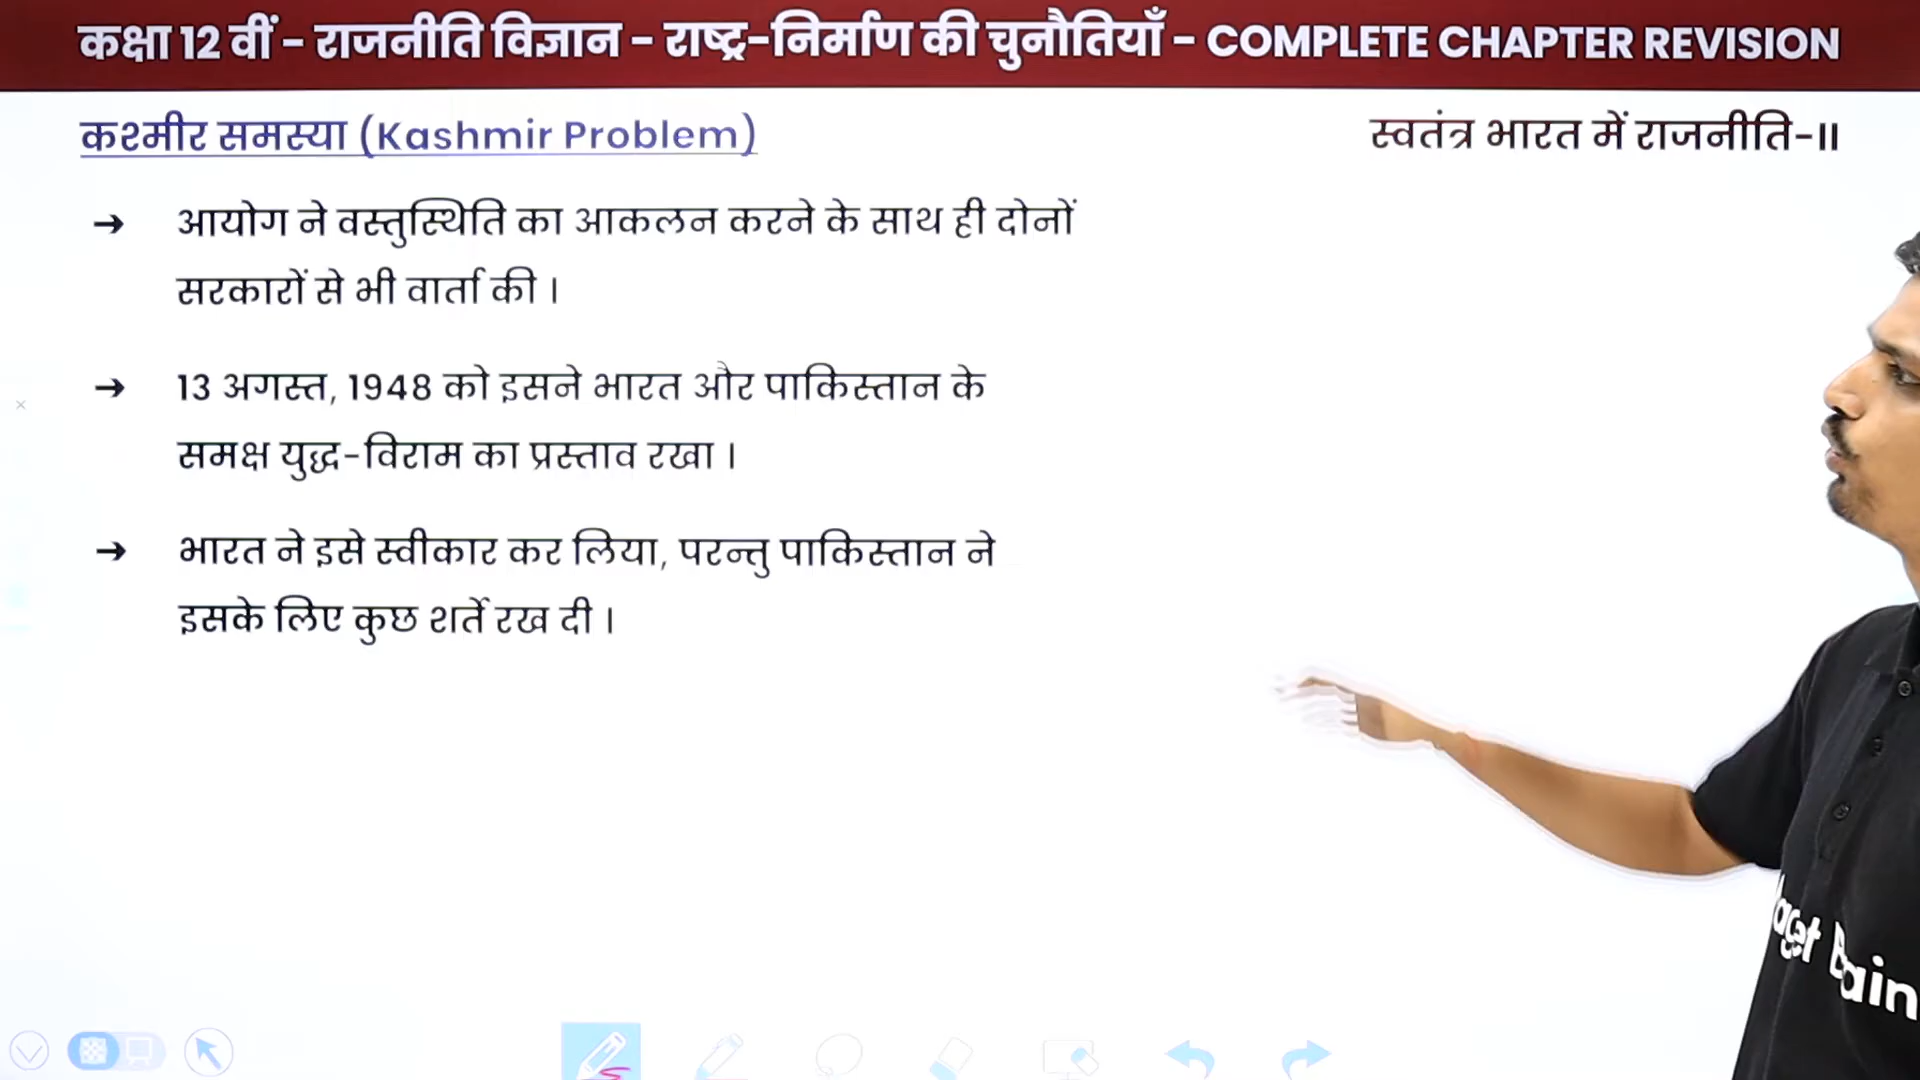 कक्षा 12 वीं - राजनीति विज्ञान - राष्ट्र-निर्माण की चुनौतियाँ - COMPLETE CHAPTER REVISION
कश्मीर समस्या (Kashmir Problem)
स्वतंत्र भारत में राजनीति-II
→ आयोग ने वस्तुस्थिति का आकलन करने के साथ ही दोनों
सरकारों से भी वार्ता की ।
→ 13 अगस्त, 1948 को इसने भारत और पाकिस्तान के
समक्ष युद्ध-विराम का प्रस्ताव रखा ।
→ भारत ने इसे स्वीकार कर लिया, परन्तु पाकिस्तान ने
इसके लिए कुछ शर्ते रख दी ।